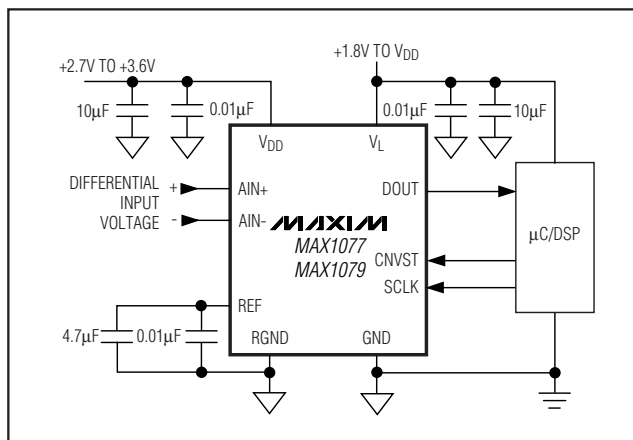 +2.7V TO +3.6V
+1.8V TO VDD
10µF
0.01µF
0.01µF
10µF
VDD
VL
DIFFERENTIAL
INPUT
VOLTAGE
+
-
AIN+
AIN-
DOUT
µC/DSP
MAXIM
MAX1077
MAX1079
CNVST
SCLK
REF
4.7µF
0.01µF
RGND
GND